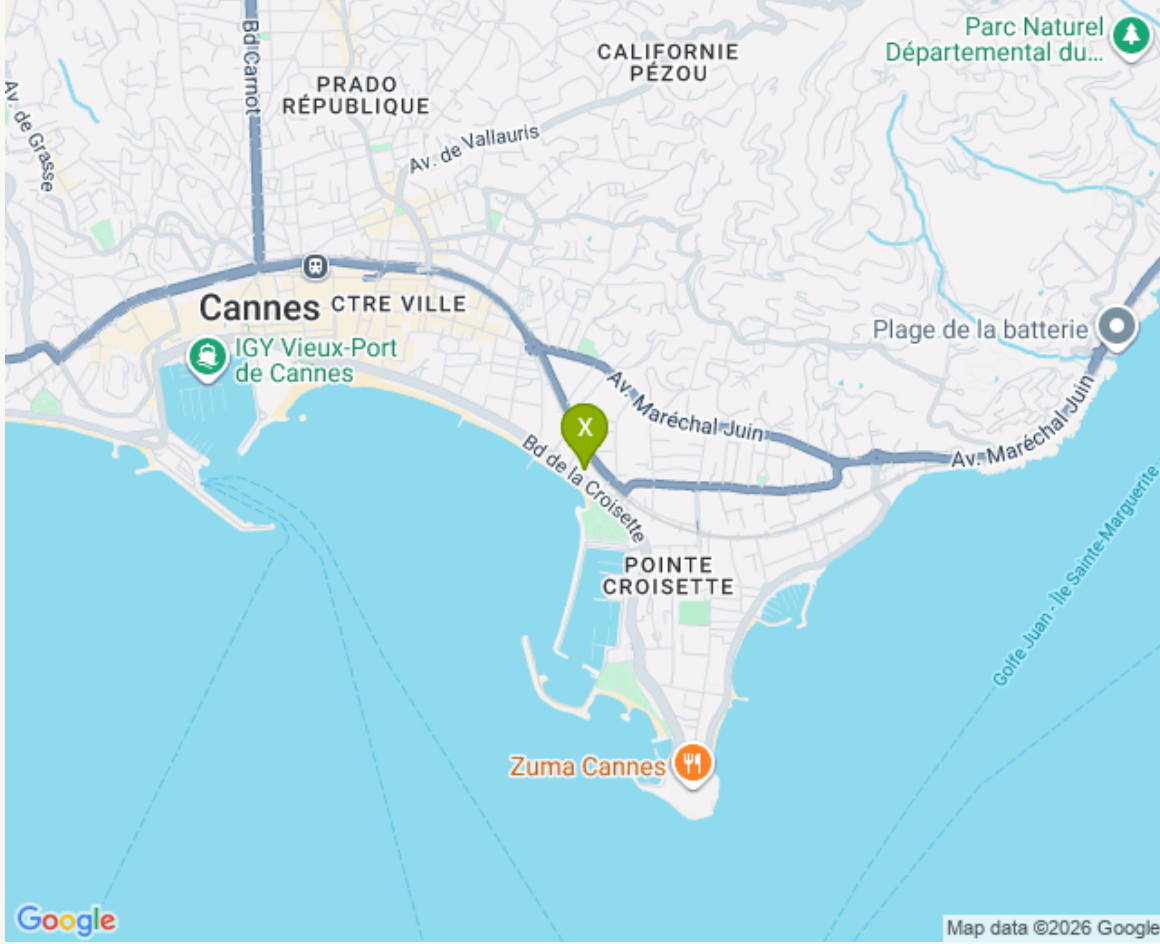 Parc Naturel
Départemental du...
CALIFORNIE
PÉZOU
Bd Carnot
PRADO
RÉPUBLIQUE
Av. de Grasse
Av. de Vallauris
Cannes
CTRE VILLE
Plage de la batterie
IGY Vieux-Port
de Cannes
Av. Maréchal Juin
X
Bd de la Croisette
Av. Maréchal Juin
POINTE
CROISETTE
Golfe Juan - Île Sainte-Marguerite
Zuma Cannes
Google
Map data ©2026 Google